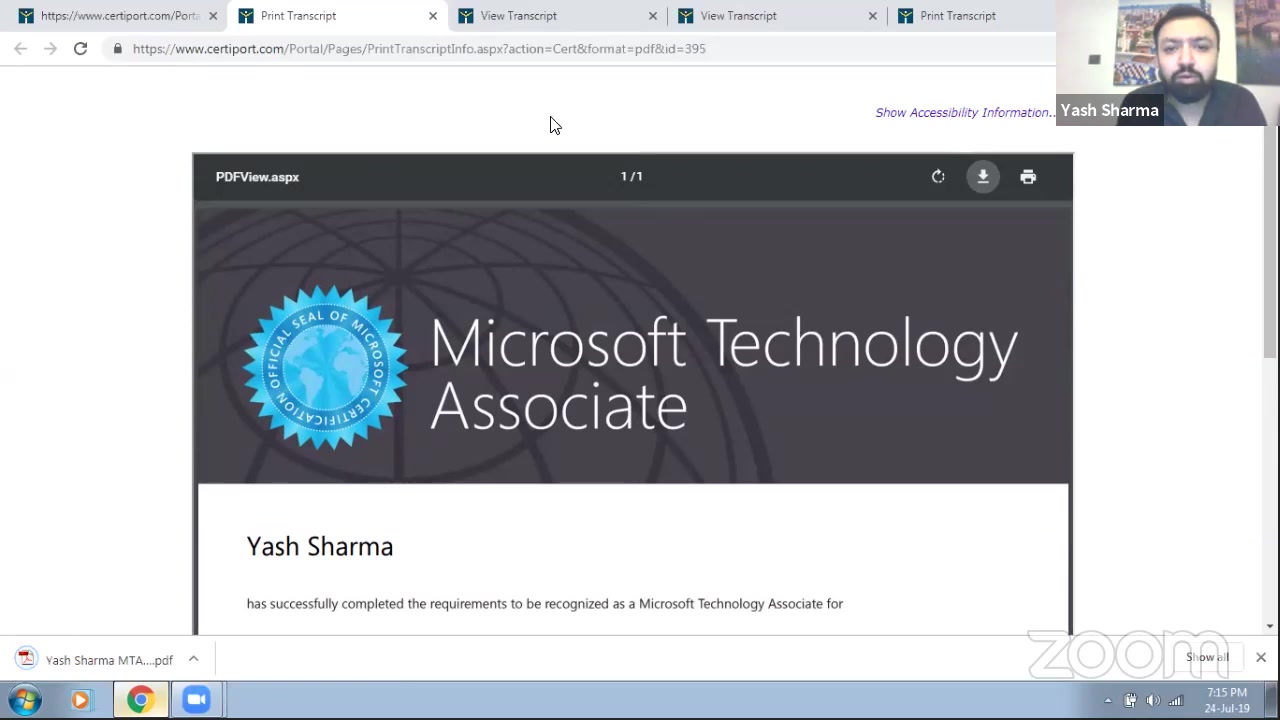 https://www.certiport.com/Porta
Print Transcript
View Transcript
View Transcript
Print Transcript
https://www.certiport.com/Portal/Pages/PrintTranscriptInfo.aspx?action=Cert&format=pdf&id=395
Yash Sharma
Show Accessibility Information..
PDFView.aspx
1 / 1
OFFICIAL SEAL OF MICROSOFT CERTIFICATION
Microsoft Technology
Associate
Yash Sharma
has successfully completed the requirements to be recognized as a Microsoft Technology Associate for
Yash Sharma MTA....pdf
zoom
Show all
7:15 PM
24-Jul-19